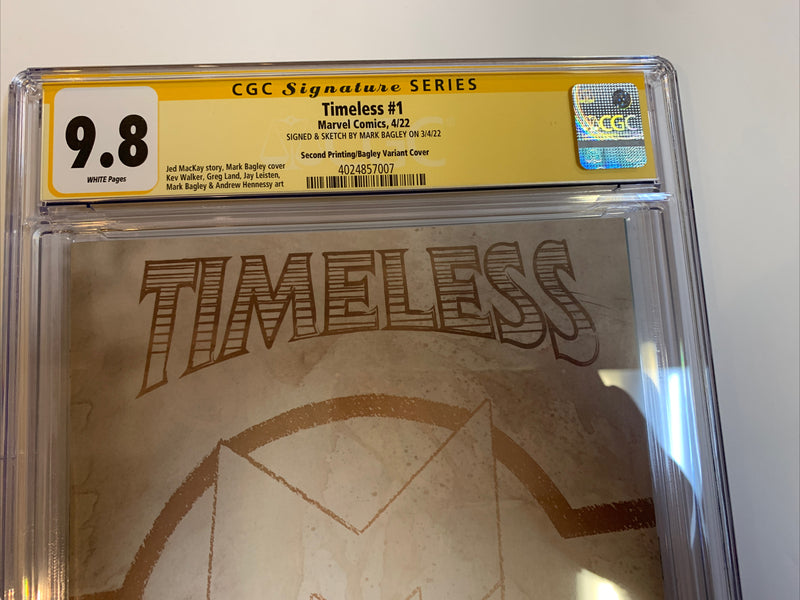 CGC Signature SERIES
9.8
WHITE Pages
Timeless #1
Marvel Comics, 4/22
SIGNED & SKETCH BY MARK BAGLEY ON 3/4/22
Second Printing/Bagley Variant Cover
4024857007
Jed MacKay story, Mark Bagley cover
Kev Walker, Greg Land, Jay Leisten,
Mark Bagley & Andrew Hennessy art
CGC
TIMELESS